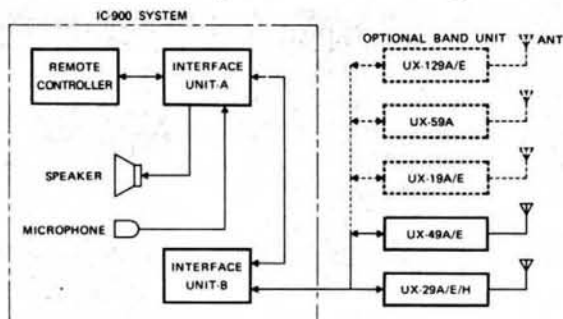 IC-900 SYSTEM
REMOTE
CONTROLLER
INTERFACE
UNIT-A
SPEAKER
MICROPHONE
INTERFACE
UNIT-B
OPTIONAL BAND UNIT
ANT
UX-129A/E
UX-59A
UX-19A/E
UX-49A/E
UX-29A/E/H